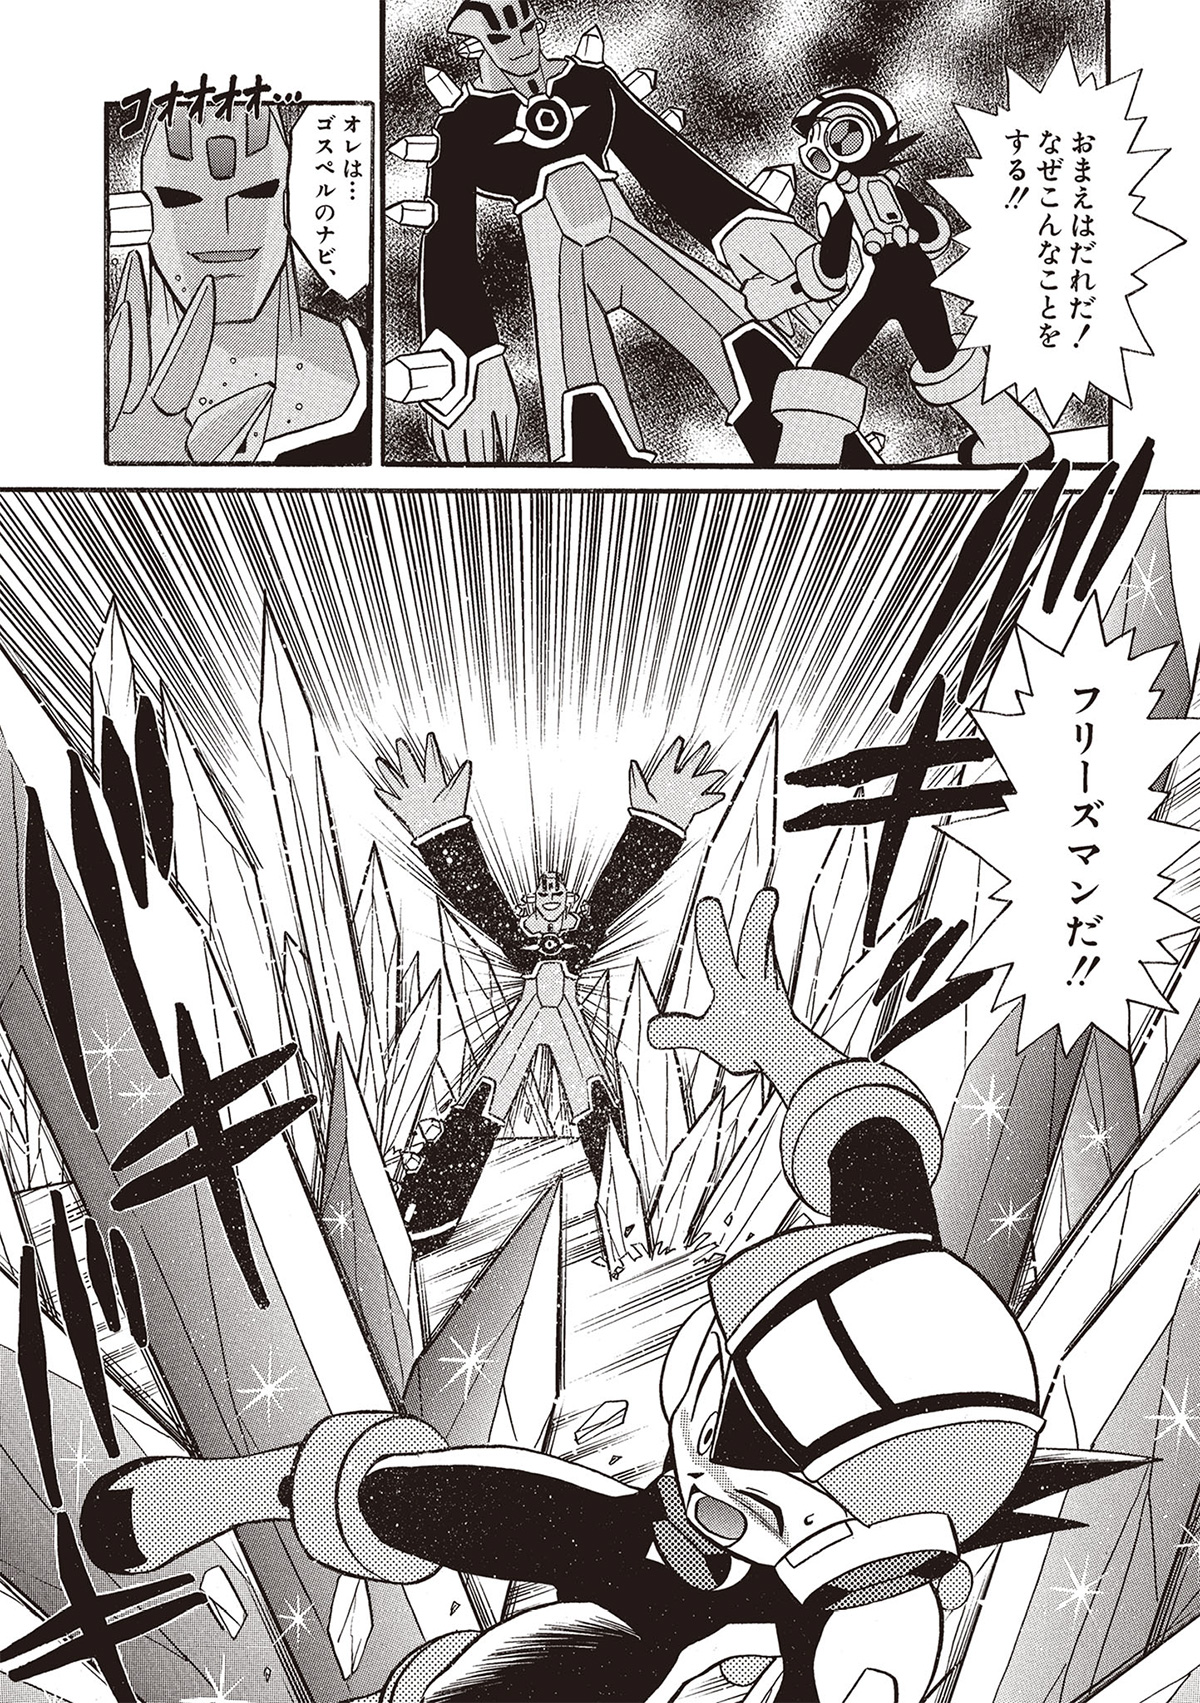 おまえはだれだ！
なぜこんなことを
する!!
オレは…
ゴスペルのナビ、
コオオオオ…
フリーズマンだ!!
ギ
キ